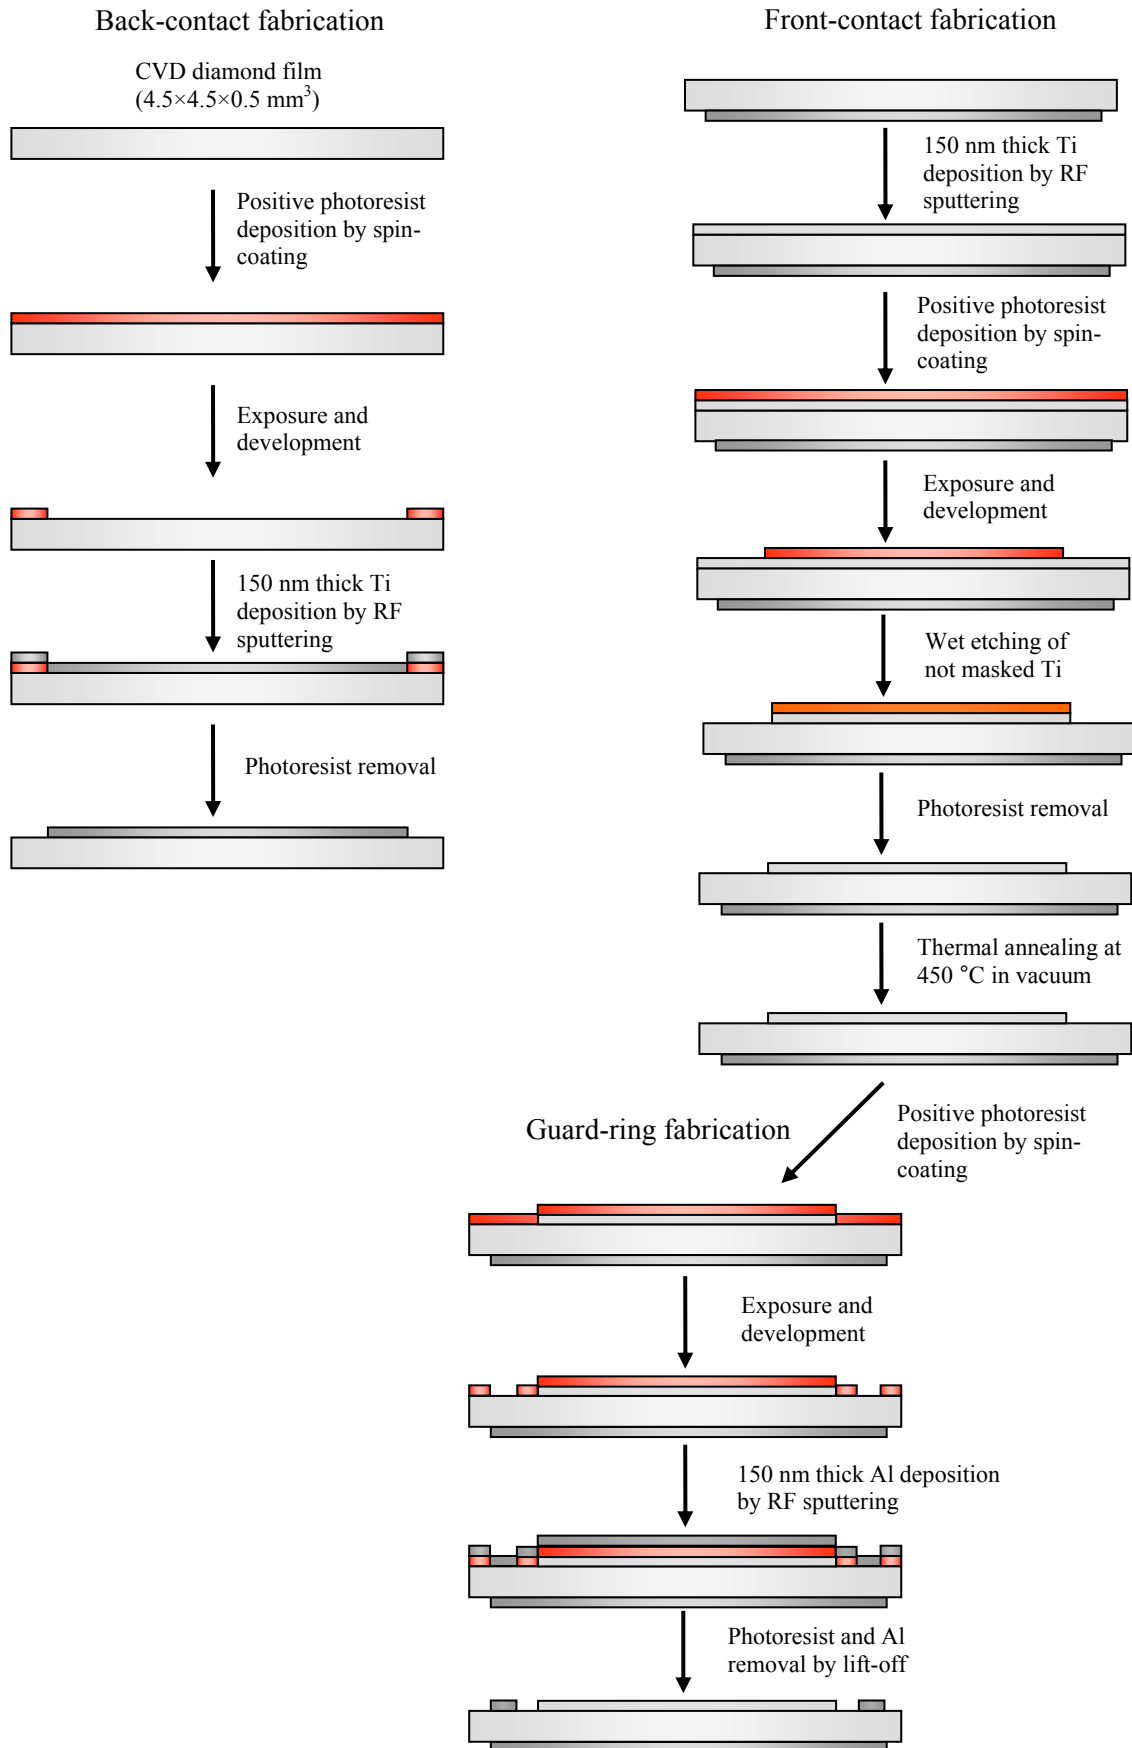 Back-contact fabrication
CVD diamond film
(4.5×4.5×0.5 mm³)
Positive photoresist
deposition by spin-
coating
Exposure and
development
150 nm thick Ti
deposition by RF
sputtering
Photoresist removal
Front-contact fabrication
150 nm thick Ti
deposition by RF
sputtering
Positive photoresist
deposition by spin-
coating
Exposure and
development
Wet etching of
not masked Ti
Photoresist removal
Thermal annealing at
450 °C in vacuum
Positive photoresist
deposition by spin-
coating
Guard-ring fabrication
Exposure and
development
150 nm thick Al deposition
by RF sputtering
Photoresist and Al
removal by lift-off